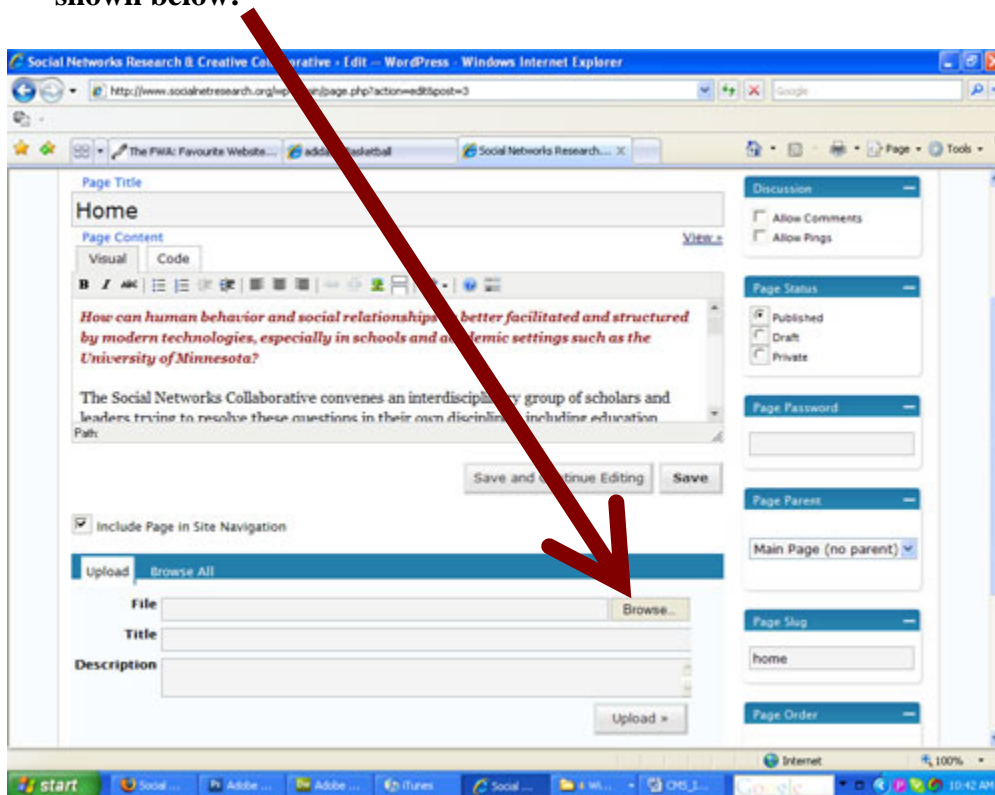 shown below:
Social Networks Research & Creative Collaborative › Edit — WordPress - Windows Internet Explorer
http://www.socialnetresearch.org/wp-admin/page.php?action=edit&post=3
Google
The FWA: Favourite Website...
Basketball
Social Networks Research...
Page
Tools
Page Title
Home
Page Content
View »
Visual Code
B I ABC
How can human behavior and social relationships better facilitated and structured
by modern technologies, especially in schools and academic settings such as the
University of Minnesota?
The Social Networks Collaborative convenes an interdisciplinary group of scholars and
leaders trying to resolve these questions in their own disciplines including education
Path:
Save and Continue Editing
Save
Include Page in Site Navigation
Upload
Browse All
File
Browse...
Title
Description
Upload »
Discussion
Allow Comments
Allow Pings
Page Status
Published
Draft
Private
Page Password
Page Parent
Main Page (no parent)
Page Slug
home
Page Order
Internet
100%
start
Social ...
Adobe ...
Adobe ...
iTunes
Social ...
4 Wi...
Google
10:42 AM